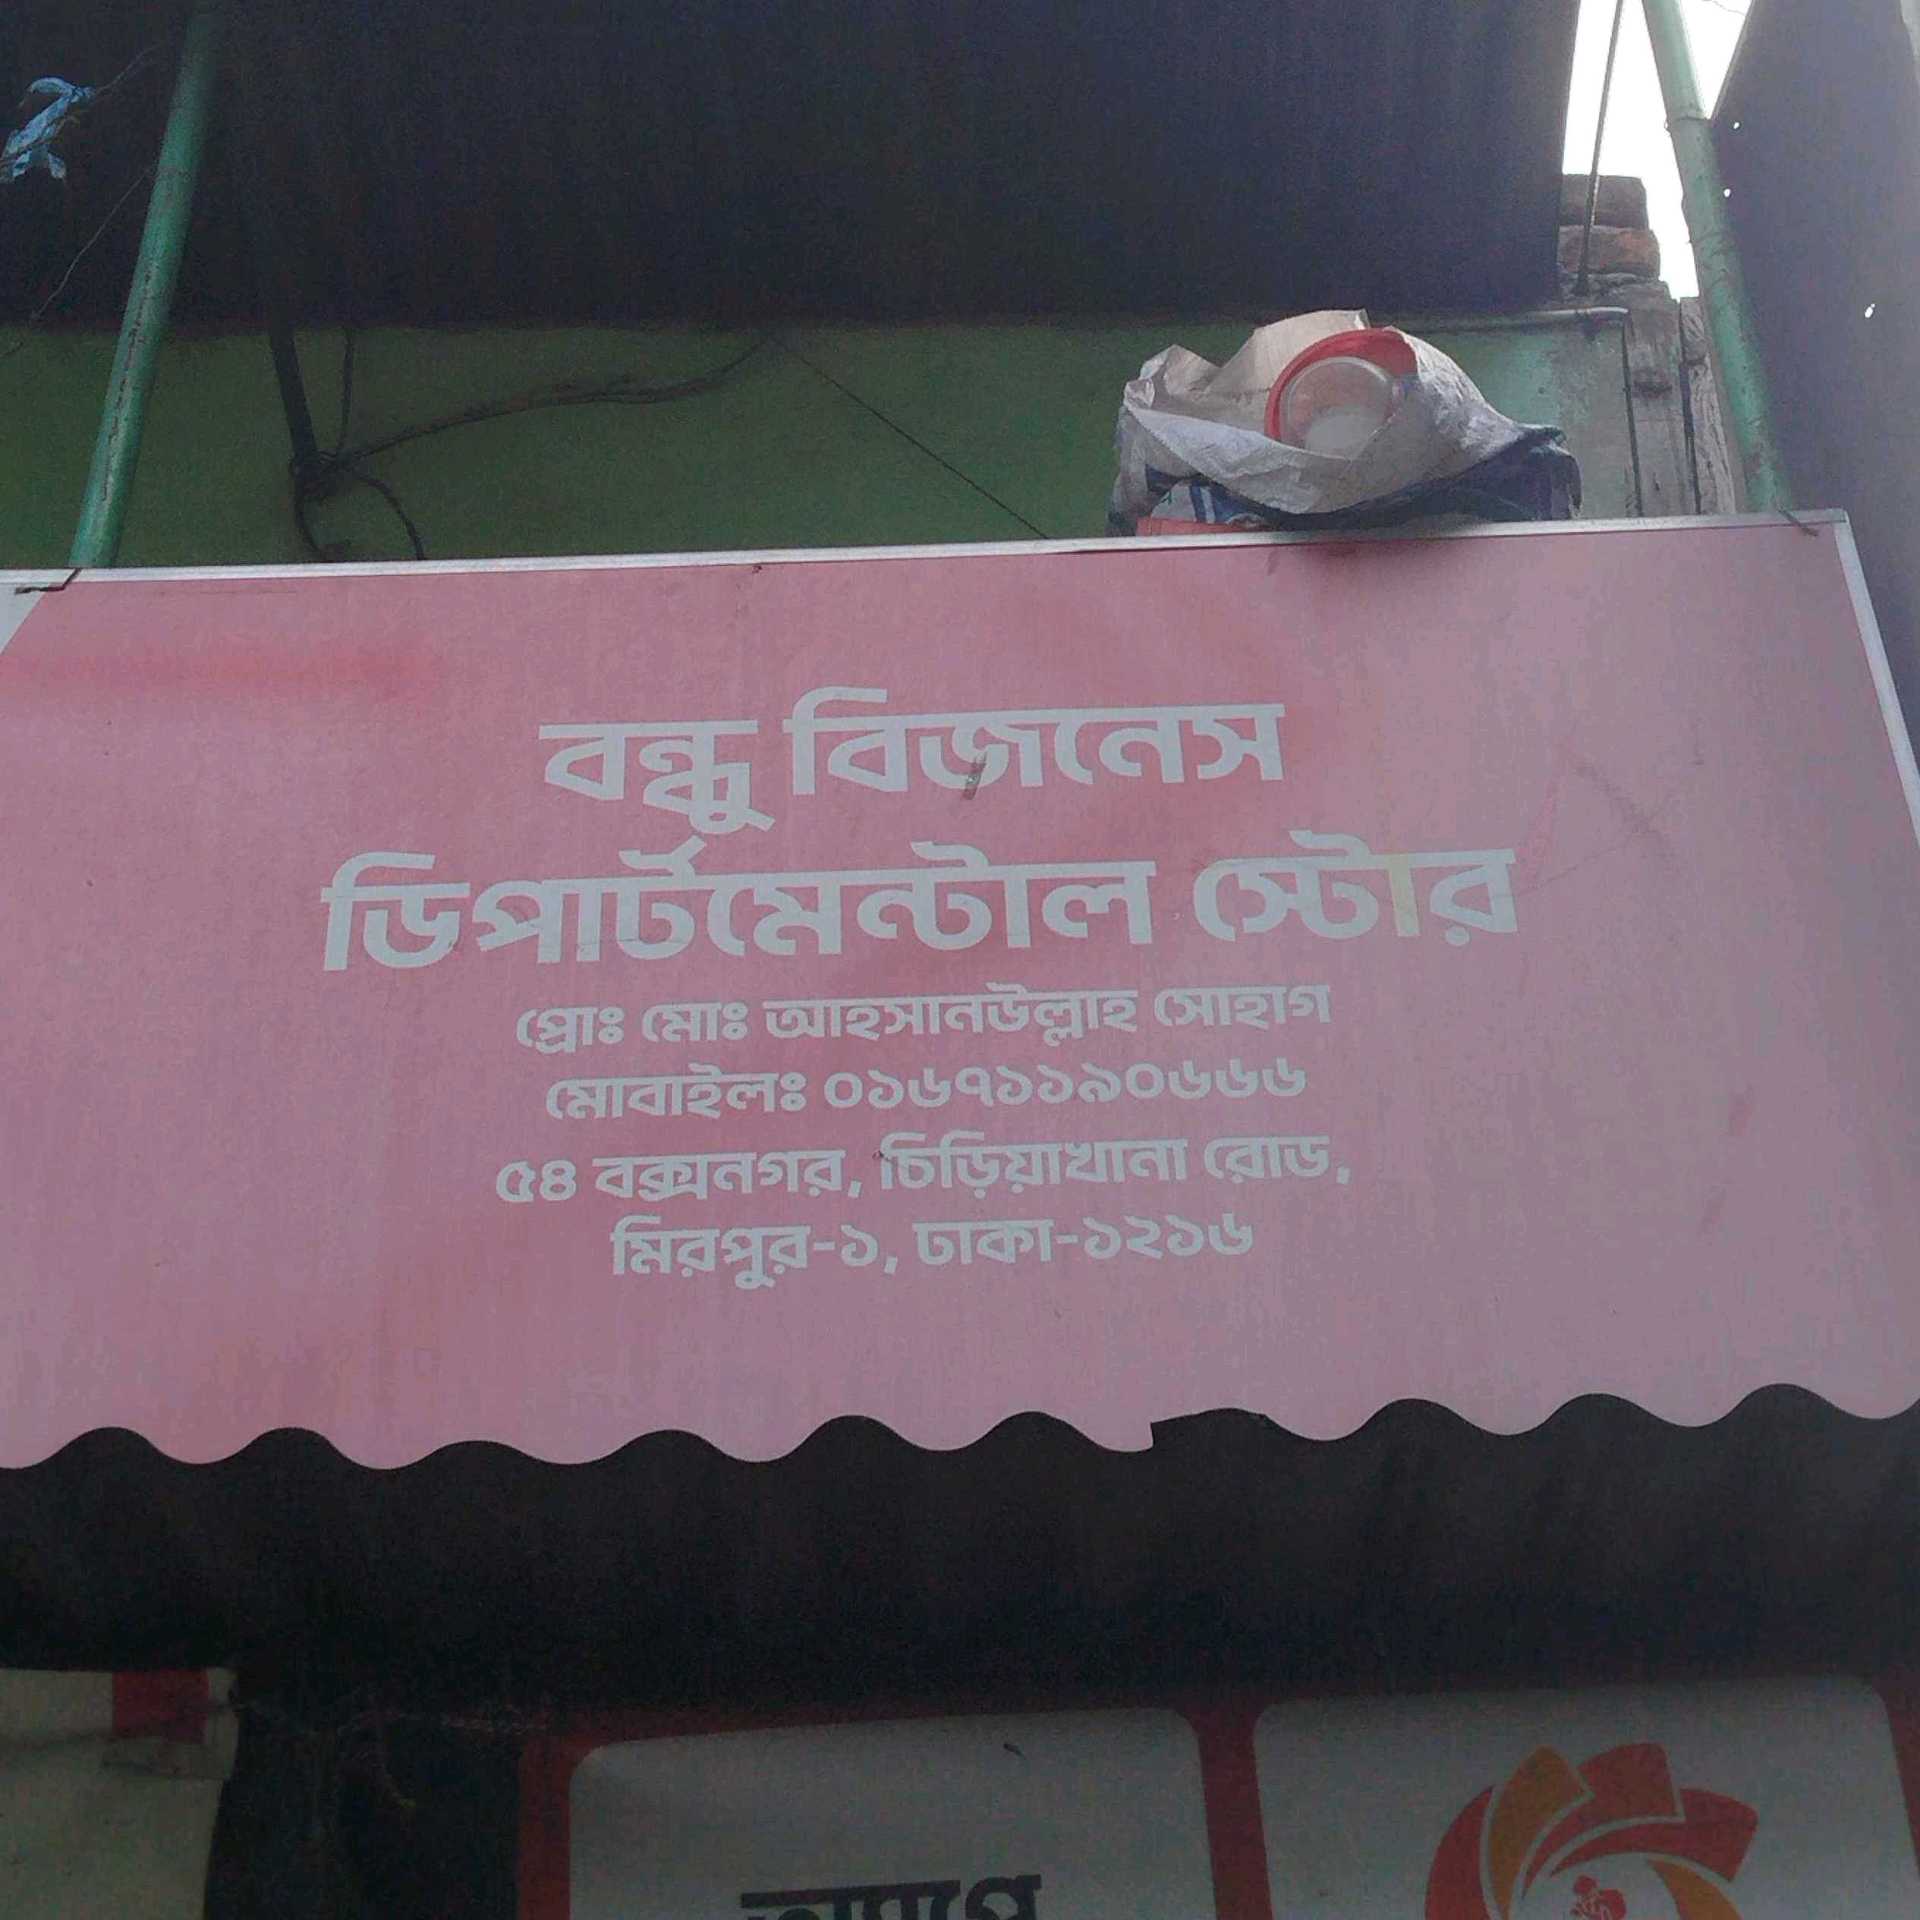 বন্ধু বিজনেস
ডিপার্টমেন্টাল স্টোর
প্রোঃ মোঃ আহসানউল্লাহ সোহাগ
মোবাইলঃ ০১৬৭১১৯০৬৬৬
৫৪ বক্সনগর, চিড়িয়াখানা রোড,
মিরপুর-১, ঢাকা-১২১৬